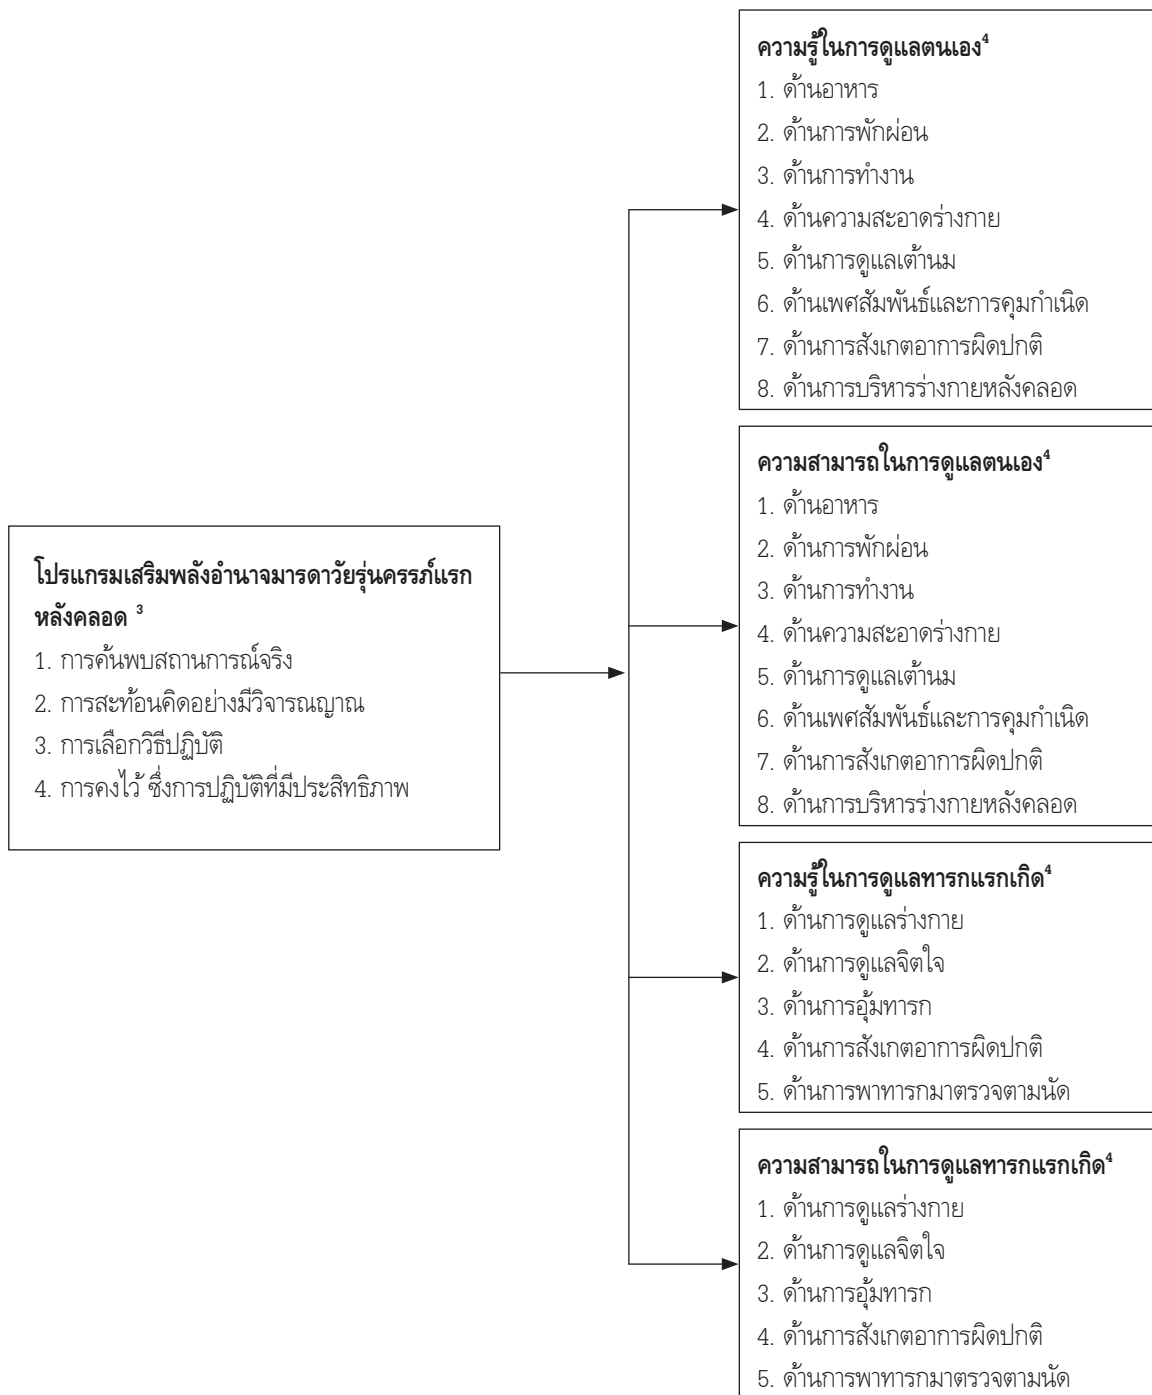 ความรู้ในการดูแลตนเอง⁴
1. ด้านอาหาร
2. ด้านการพักผ่อน
3. ด้านการทำงาน
4. ด้านความสะอาดร่างกาย
5. ด้านการดูแลเต้านม
6. ด้านเพศสัมพันธ์และการคุมกำเนิด
7. ด้านการสังเกตอาการผิดปกติ
8. ด้านการบริหารร่างกายหลังคลอด
ความสามารถในการดูแลตนเอง⁴
1. ด้านอาหาร
2. ด้านการพักผ่อน
3. ด้านการทำงาน
4. ด้านความสะอาดร่างกาย
5. ด้านการดูแลเต้านม
6. ด้านเพศสัมพันธ์และการคุมกำเนิด
7. ด้านการสังเกตอาการผิดปกติ
8. ด้านการบริหารร่างกายหลังคลอด
โปรแกรมเสริมพลังอำนาจมารดาวัยรุ่นครรภ์แรก
หลังคลอด ³
1. การค้นพบสถานการณ์จริง
2. การสะท้อนคิดอย่างมีวิจารณญาณ
3. การเลือกวิธีปฏิบัติ
4. การคงไว้ ซึ่งการปฏิบัติที่มีประสิทธิภาพ
ความรู้ในการดูแลทารกแรกเกิด⁴
1. ด้านการดูแลร่างกาย
2. ด้านการดูแลจิตใจ
3. ด้านการอุ้มทารก
4. ด้านการสังเกตอาการผิดปกติ
5. ด้านการพาทารกมาตรวจตามนัด
ความสามารถในการดูแลทารกแรกเกิด⁴
1. ด้านการดูแลร่างกาย
2. ด้านการดูแลจิตใจ
3. ด้านการอุ้มทารก
4. ด้านการสังเกตอาการผิดปกติ
5. ด้านการพาทารกมาตรวจตามนัด